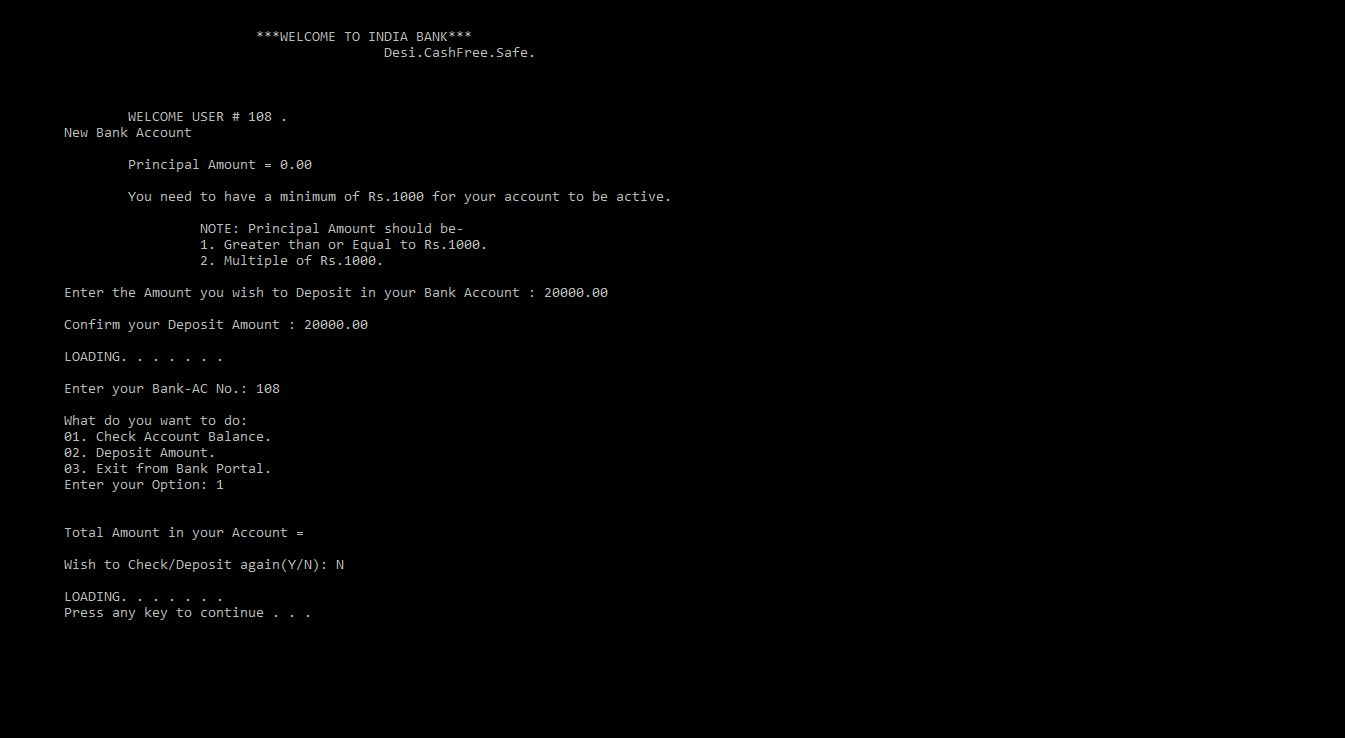 ***WELCOME TO INDIA BANK***
Desi.CashFree.Safe.
WELCOME USER # 108 .
New Bank Account
Principal Amount = 0.00
You need to have a minimum of Rs.1000 for your account to be active.
NOTE: Principal Amount should be-
1. Greater than or Equal to Rs.1000.
2. Multiple of Rs.1000.
Enter the Amount you wish to Deposit in your Bank Account : 20000.00
Confirm your Deposit Amount : 20000.00
LOADING. . . . . . .
Enter your Bank-AC No.: 108
What do you want to do:
01. Check Account Balance.
02. Deposit Amount.
03. Exit from Bank Portal.
Enter your Option: 1
Total Amount in your Account =
Wish to Check/Deposit again(Y/N): N
LOADING. . . . . . .
Press any key to continue . . .